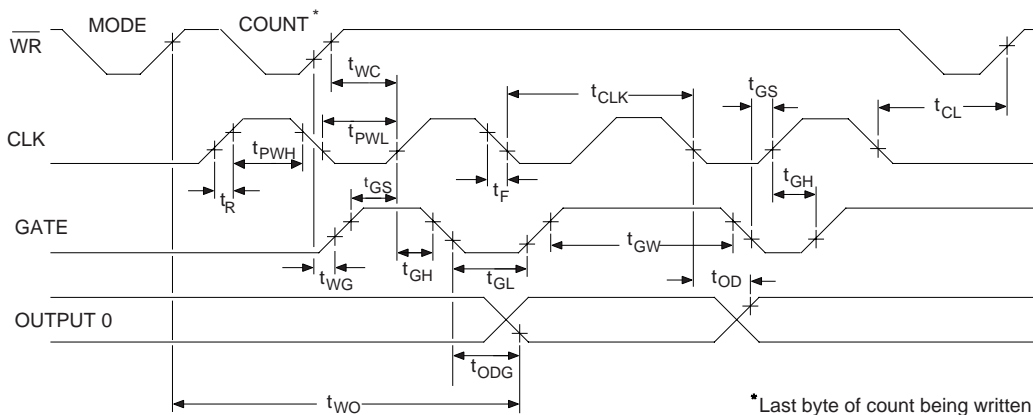 MODE
COUNT*
WR
tWC
tCLK
tGS
tCL
CLK
tPWL
tPWH
tR
tGS
tF
tGH
GATE
tWG
tGH
tGL
tGW
tOD
OUTPUT 0
tODG
tWO
*Last byte of count being written